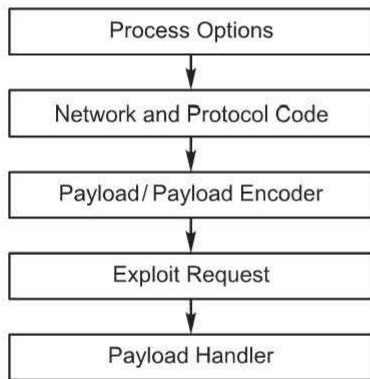 Process Options
Network and Protocol Code
Payload/Payload Encoder
Exploit Request
Payload Handler